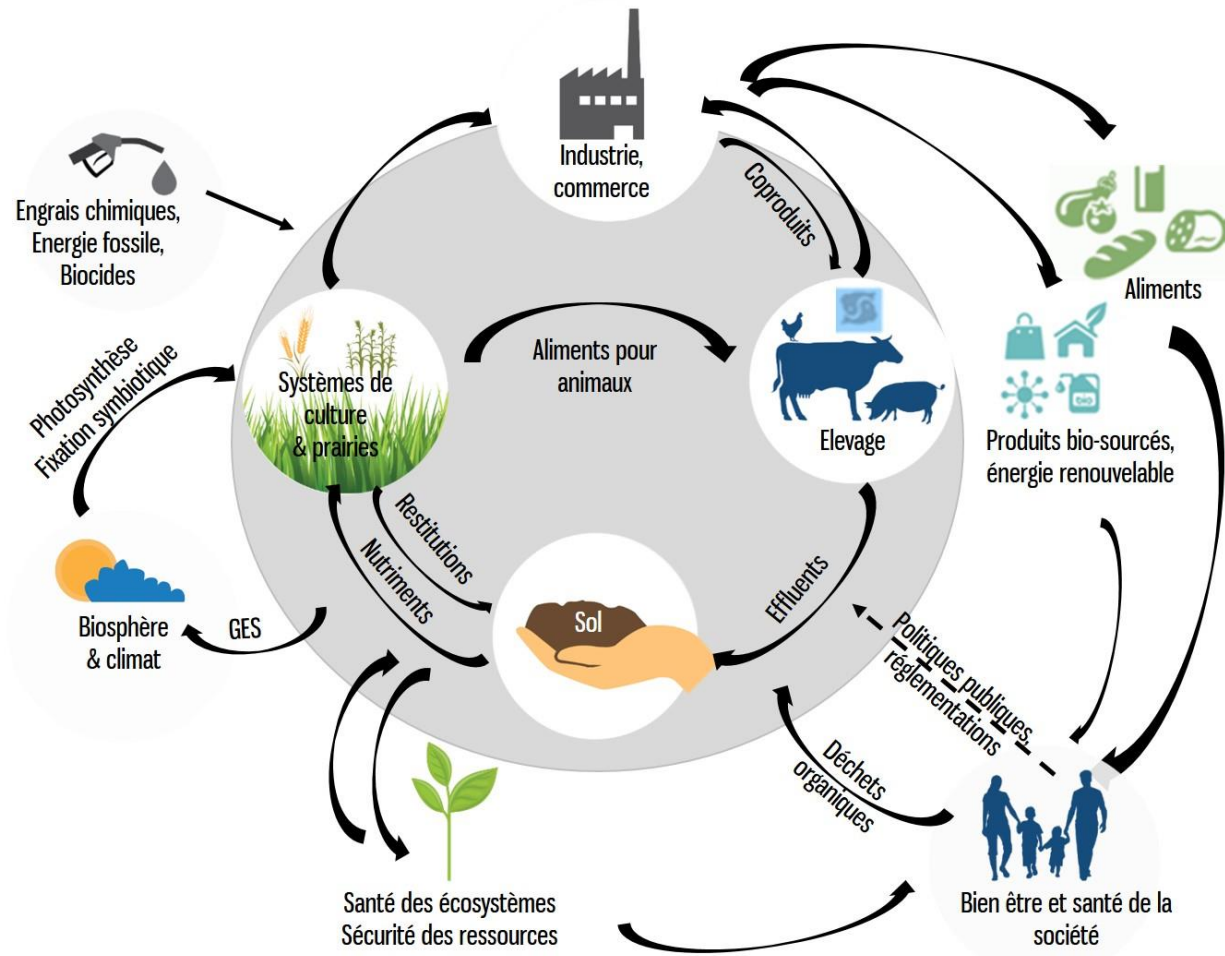 Industrie,
commerce
Coproduits
Engrais chimiques,
Energie fossile,
Biocides
Aliments
Photosynthèse
Fixation symbiotique
Systèmes de
culture
& prairies
Aliments pour
animaux
Elevage
bio
Produits bio-sourcés,
énergie renouvelable
Restitutions
Nutriments
Effluents
Sol
Biosphère
& climat
GES
Politiques publiques,
réglementations
Déchets
organiques
Santé des écosystèmes
Sécurité des ressources
Bien être et santé de la
société